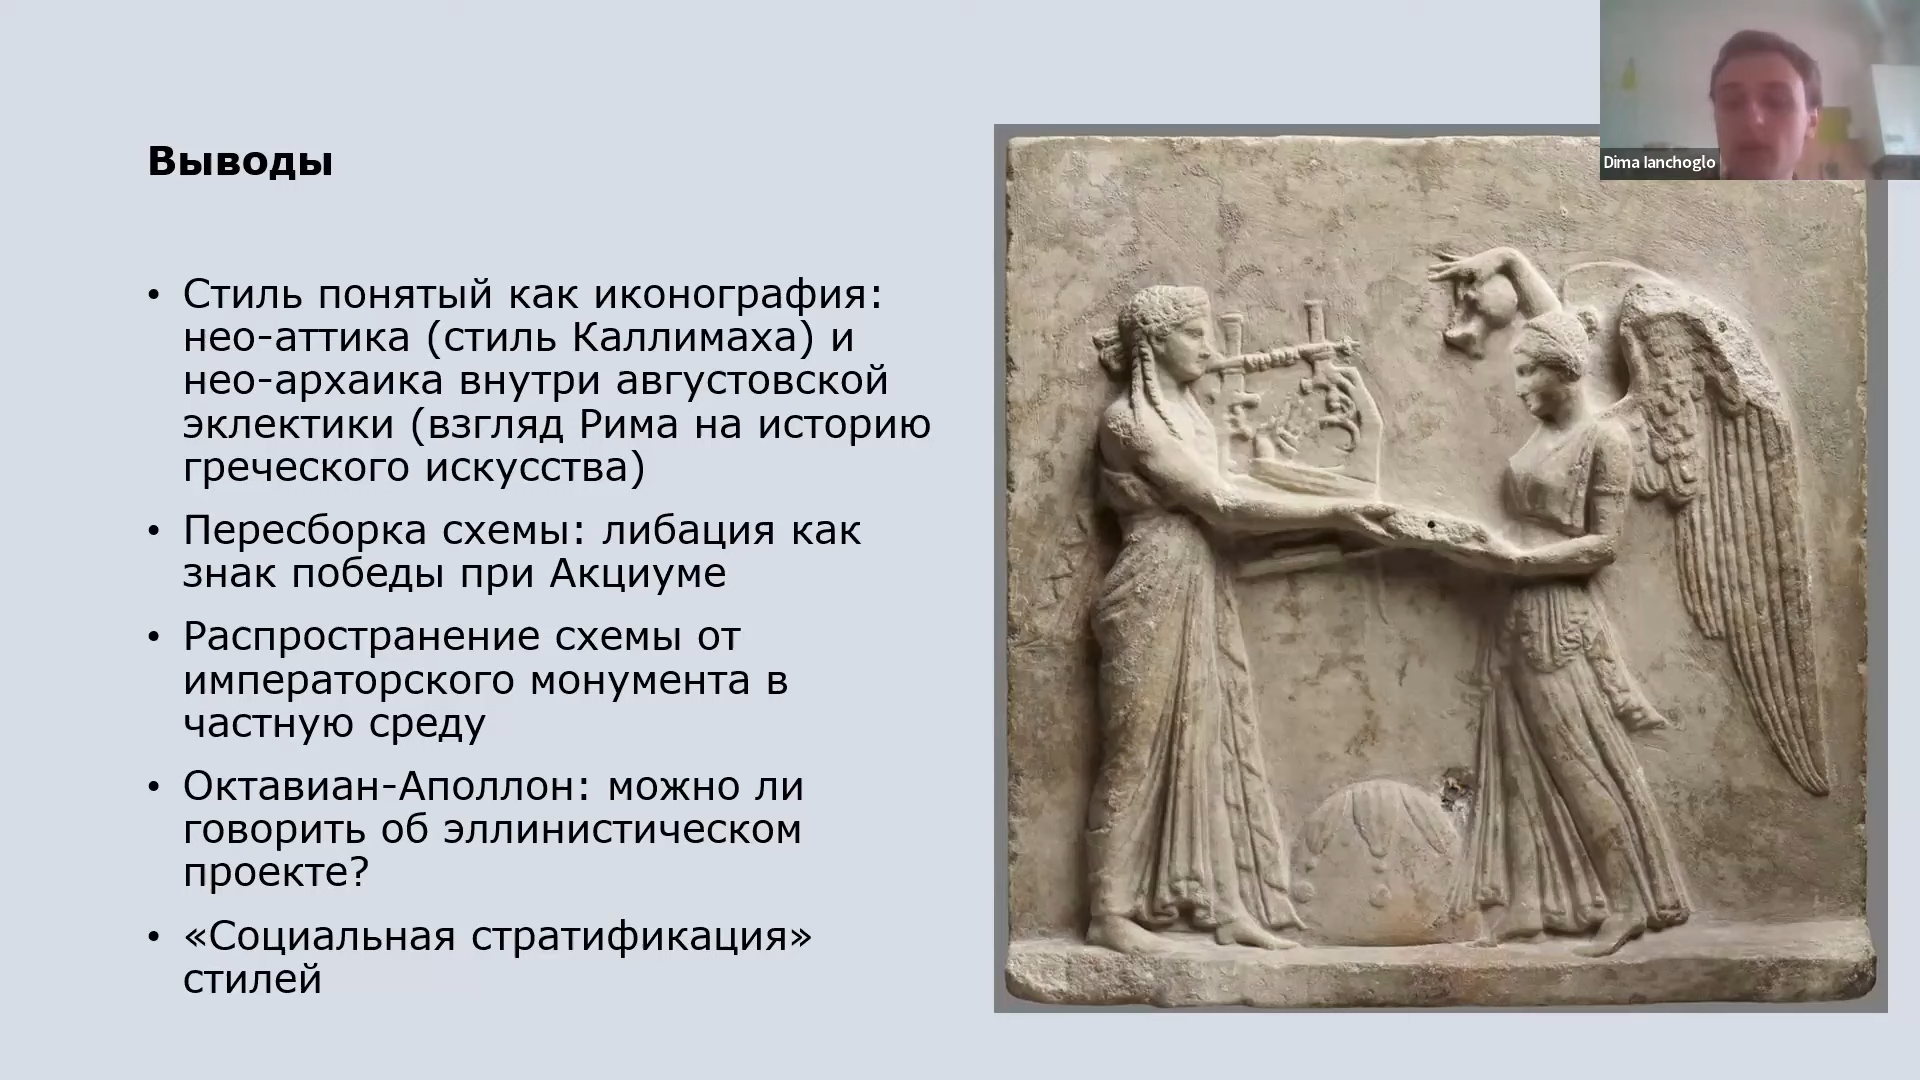 Dima Ianchoglo
Выводы
• Стиль понятый как иконография:
нео-аттика (стиль Каллимаха) и
нео-архаика внутри августовской
эклектики (взгляд Рима на историю
греческого искусства)
• Пересборка схемы: либация как
знак победы при Акциуме
• Распространение схемы от
императорского монумента в
частную среду
• Октавиан-Аполлон: можно ли
говорить об эллинистическом
проекте?
• «Социальная стратификация»
стилей